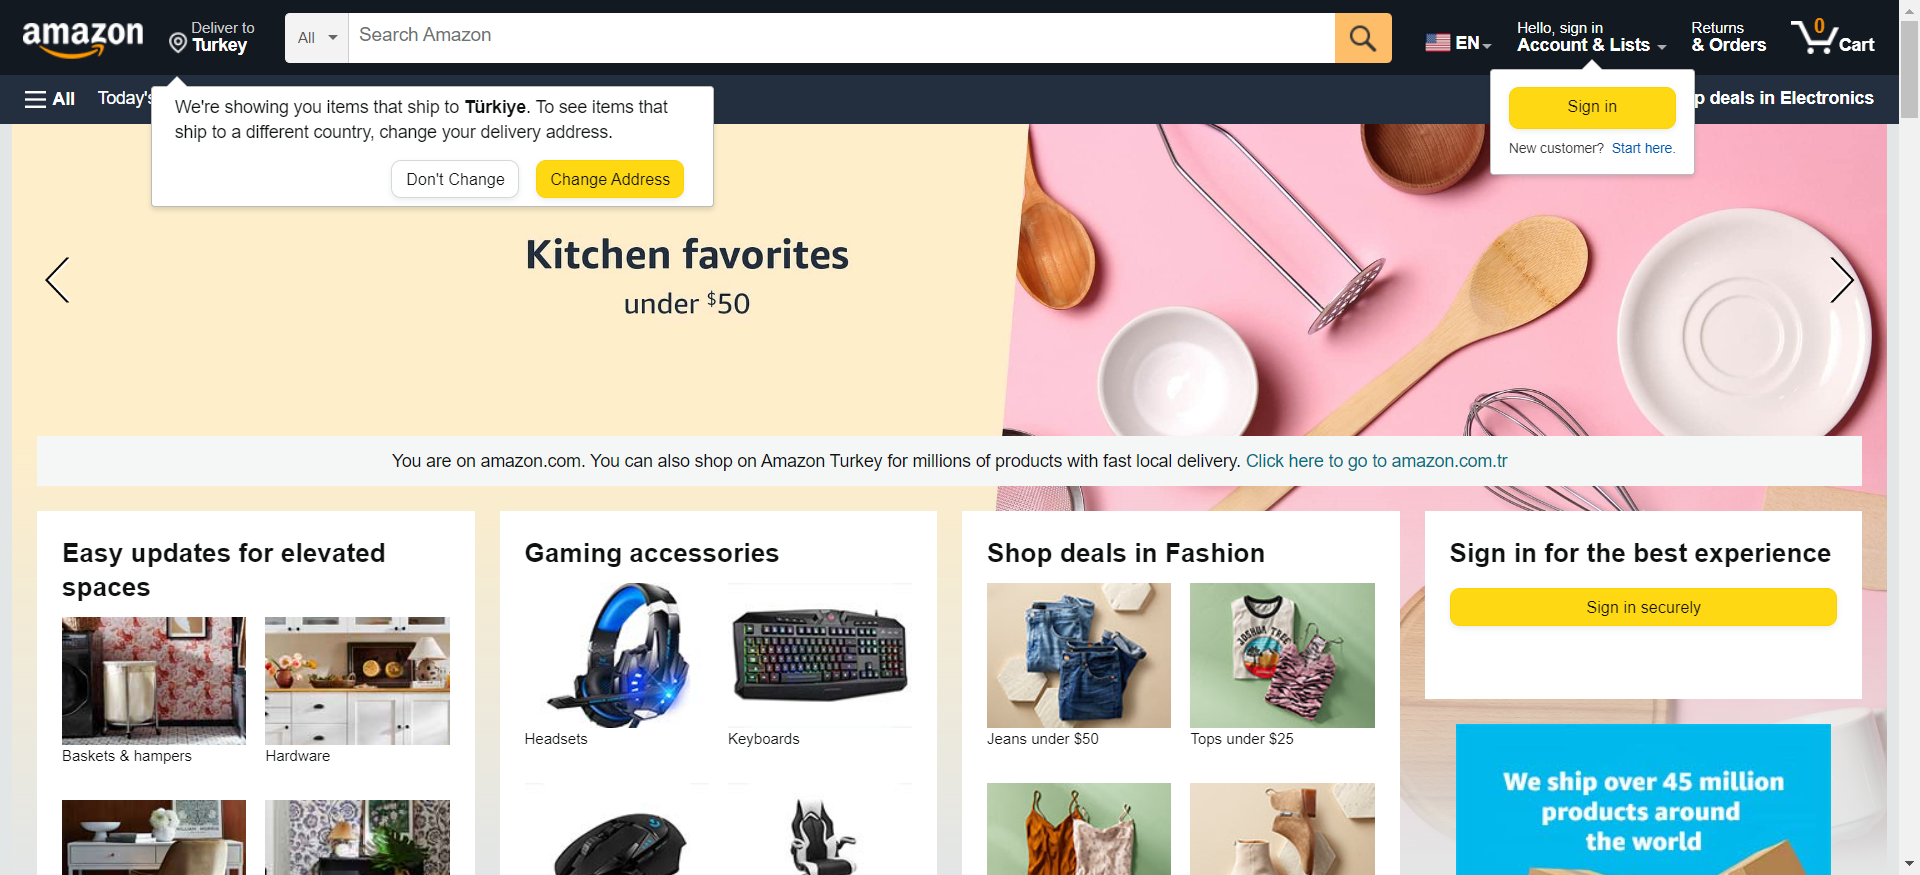 amazon
Deliver to
Turkey
All
Search Amazon
EN
Hello, sign in
Account & Lists
Returns
& Orders
0
Cart
All
Today's
p deals in Electronics
We're showing you items that ship to Türkiye. To see items that
ship to a different country, change your delivery address.
Don't Change
Change Address
Sign in
New customer? Start here.
Kitchen favorites
under $50
You are on amazon.com. You can also shop on Amazon Turkey for millions of products with fast local delivery. Click here to go to amazon.com.tr
Easy updates for elevated
spaces
Baskets & hampers
Hardware
Gaming accessories
Headsets
Keyboards
Shop deals in Fashion
JOSHUA TREE
Jeans under $50
Tops under $25
Sign in for the best experience
Sign in securely
We ship over 45 million
products around
the world